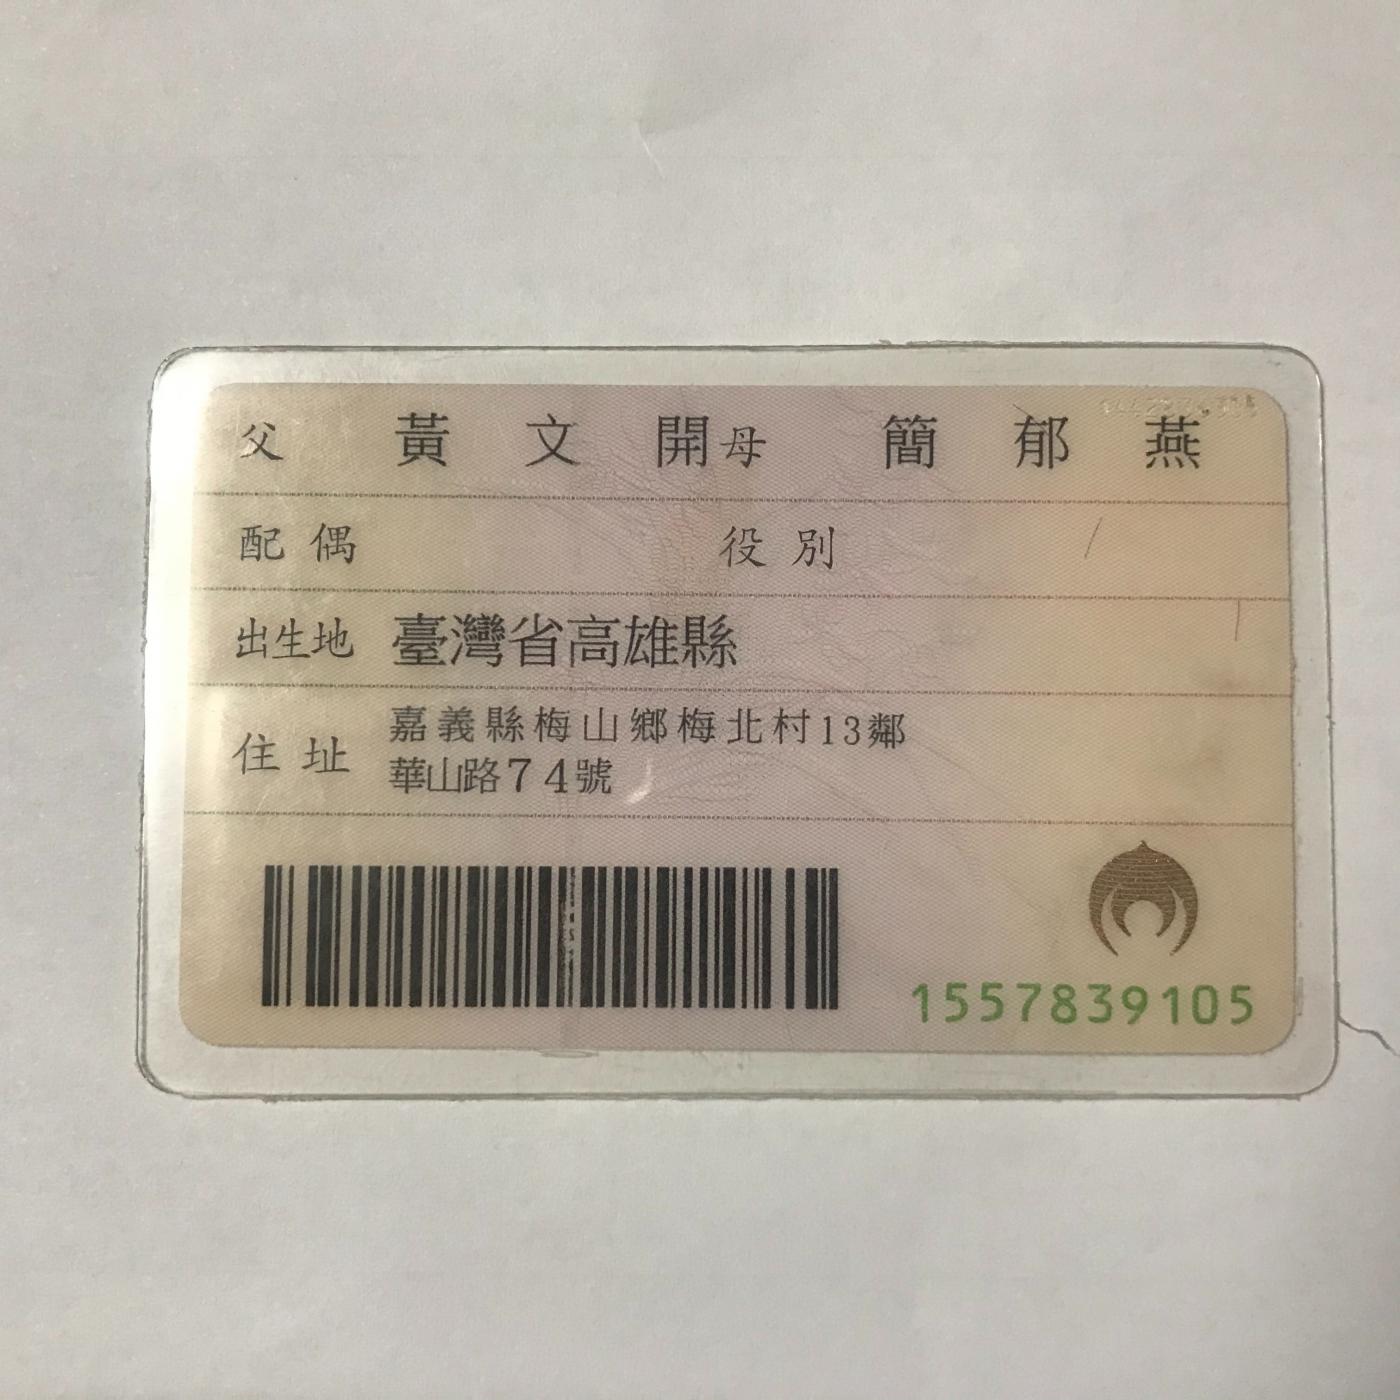 父 黃文開 母 簡郁燕
配偶 役別
出生地 臺灣省高雄縣
住址 嘉義縣梅山鄉梅北村13鄰
華山路74號
1557839105